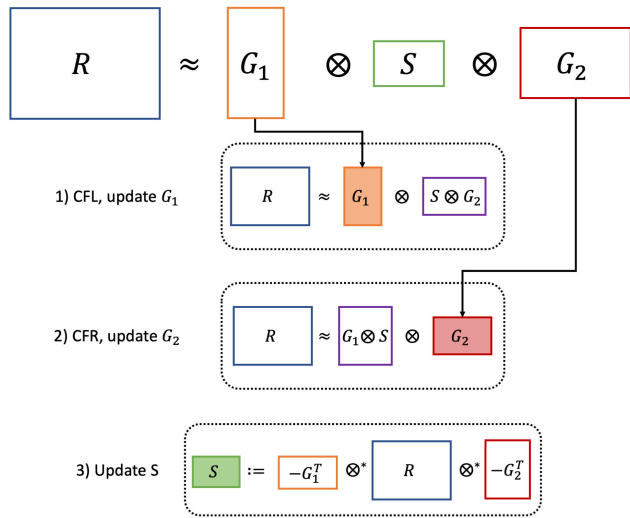 R ≈ G₁ ⊗ S ⊗ G₂
1) CFL, update G₁ R ≈ G₁ ⊗ S ⊗ G₂
2) CFR, update G₂ R ≈ G₁ ⊗ S ⊗ G₂
3) Update S S := −G₁ᵀ ⊗* R ⊗* −G₂ᵀ